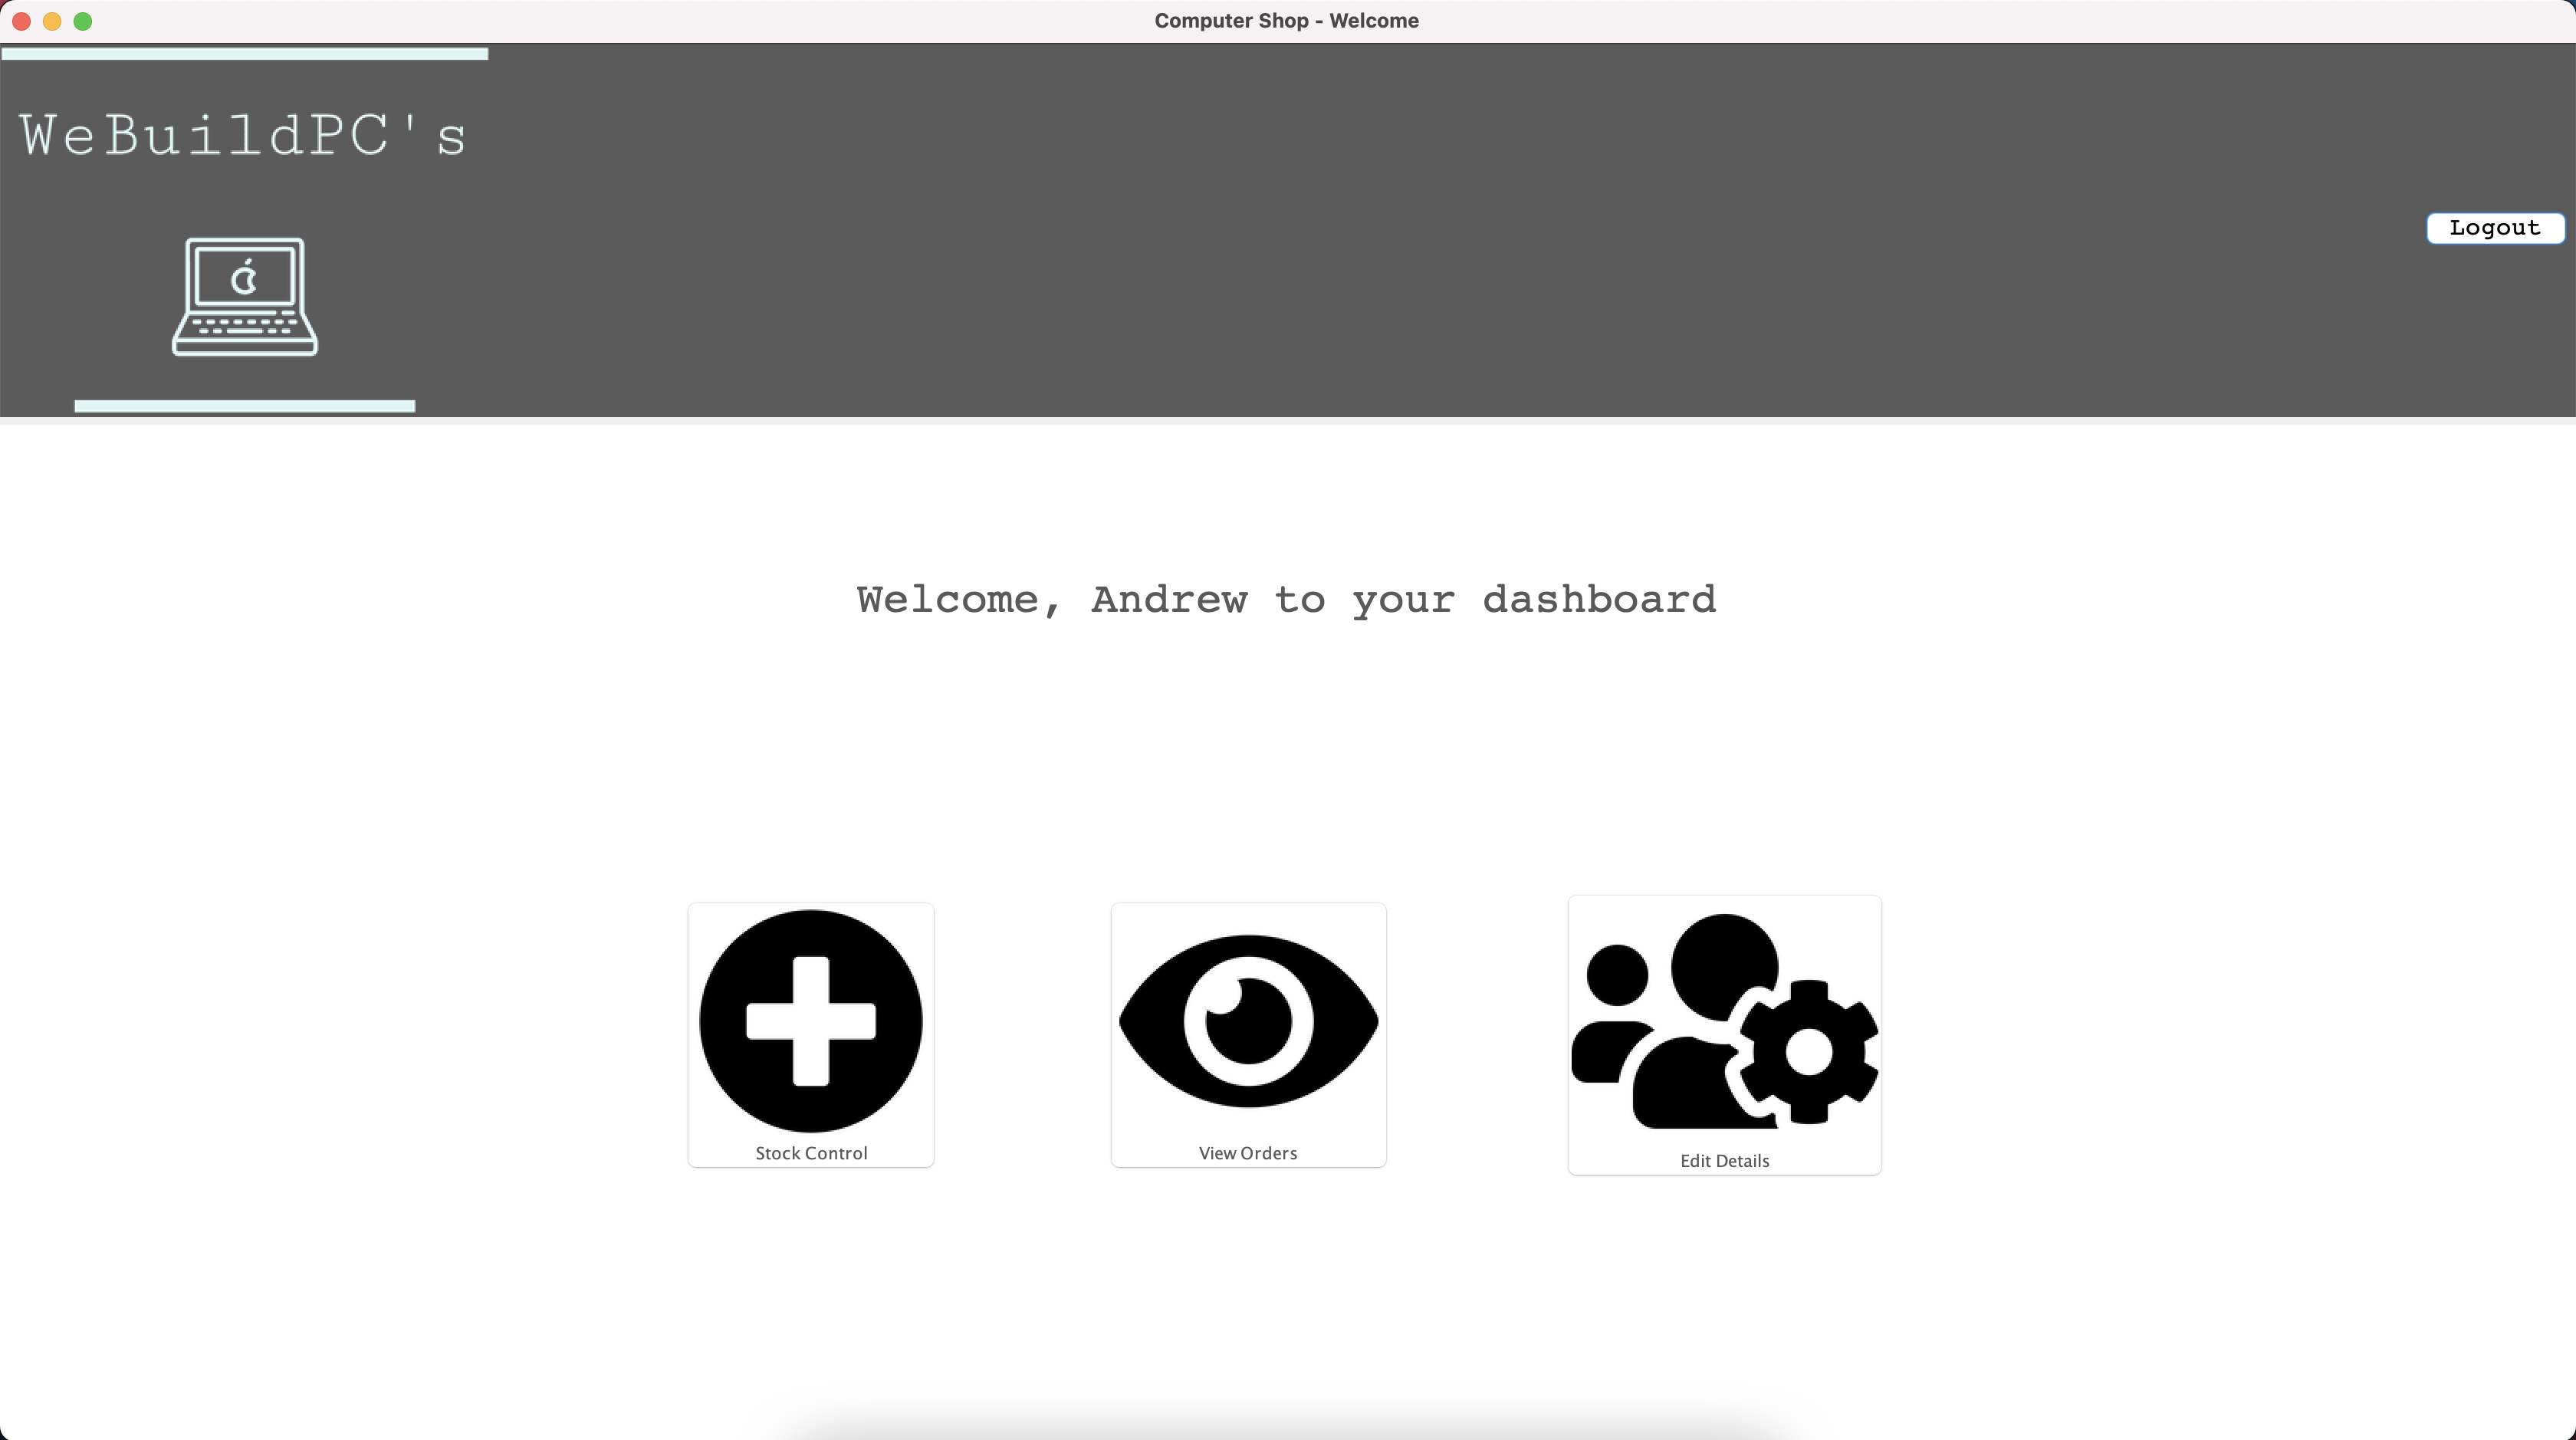 Computer Shop - Welcome
WeBuildPC's
Logout
Welcome, Andrew to your dashboard
Stock Control
View Orders
Edit Details